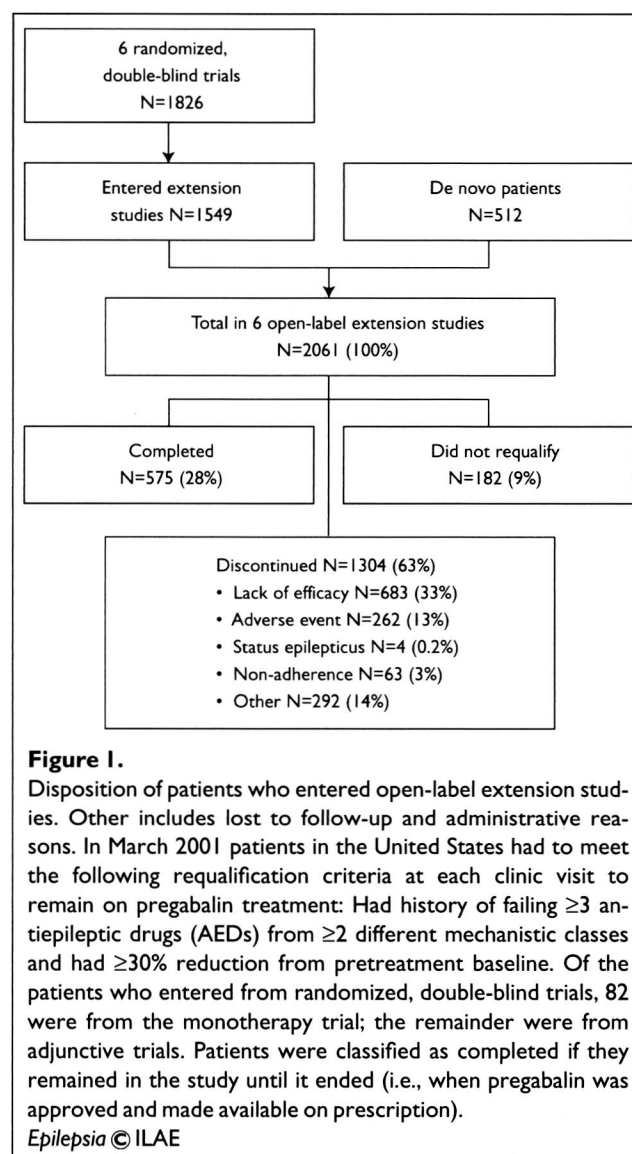 6 randomized,
double-blind trials
N=1826
Entered extension
studies N=1549
De novo patients
N=512
Total in 6 open-label extension studies
N=2061 (100%)
Completed
N=575 (28%)
Did not requalify
N=182 (9%)
Discontinued N=1304 (63%)
• Lack of efficacy N=683 (33%)
• Adverse event N=262 (13%)
• Status epilepticus N=4 (0.2%)
• Non-adherence N=63 (3%)
• Other N=292 (14%)
Figure 1.
Disposition of patients who entered open-label extension stud-
ies. Other includes lost to follow-up and administrative rea-
sons. In March 2001 patients in the United States had to meet
the following requalification criteria at each clinic visit to
remain on pregabalin treatment: Had history of failing ≥3 an-
tiepileptic drugs (AEDs) from ≥2 different mechanistic classes
and had ≥30% reduction from pretreatment baseline. Of the
patients who entered from randomized, double-blind trials, 82
were from the monotherapy trial; the remainder were from
adjunctive trials. Patients were classified as completed if they
remained in the study until it ended (i.e., when pregabalin was
approved and made available on prescription).
Epilepsia © ILAE